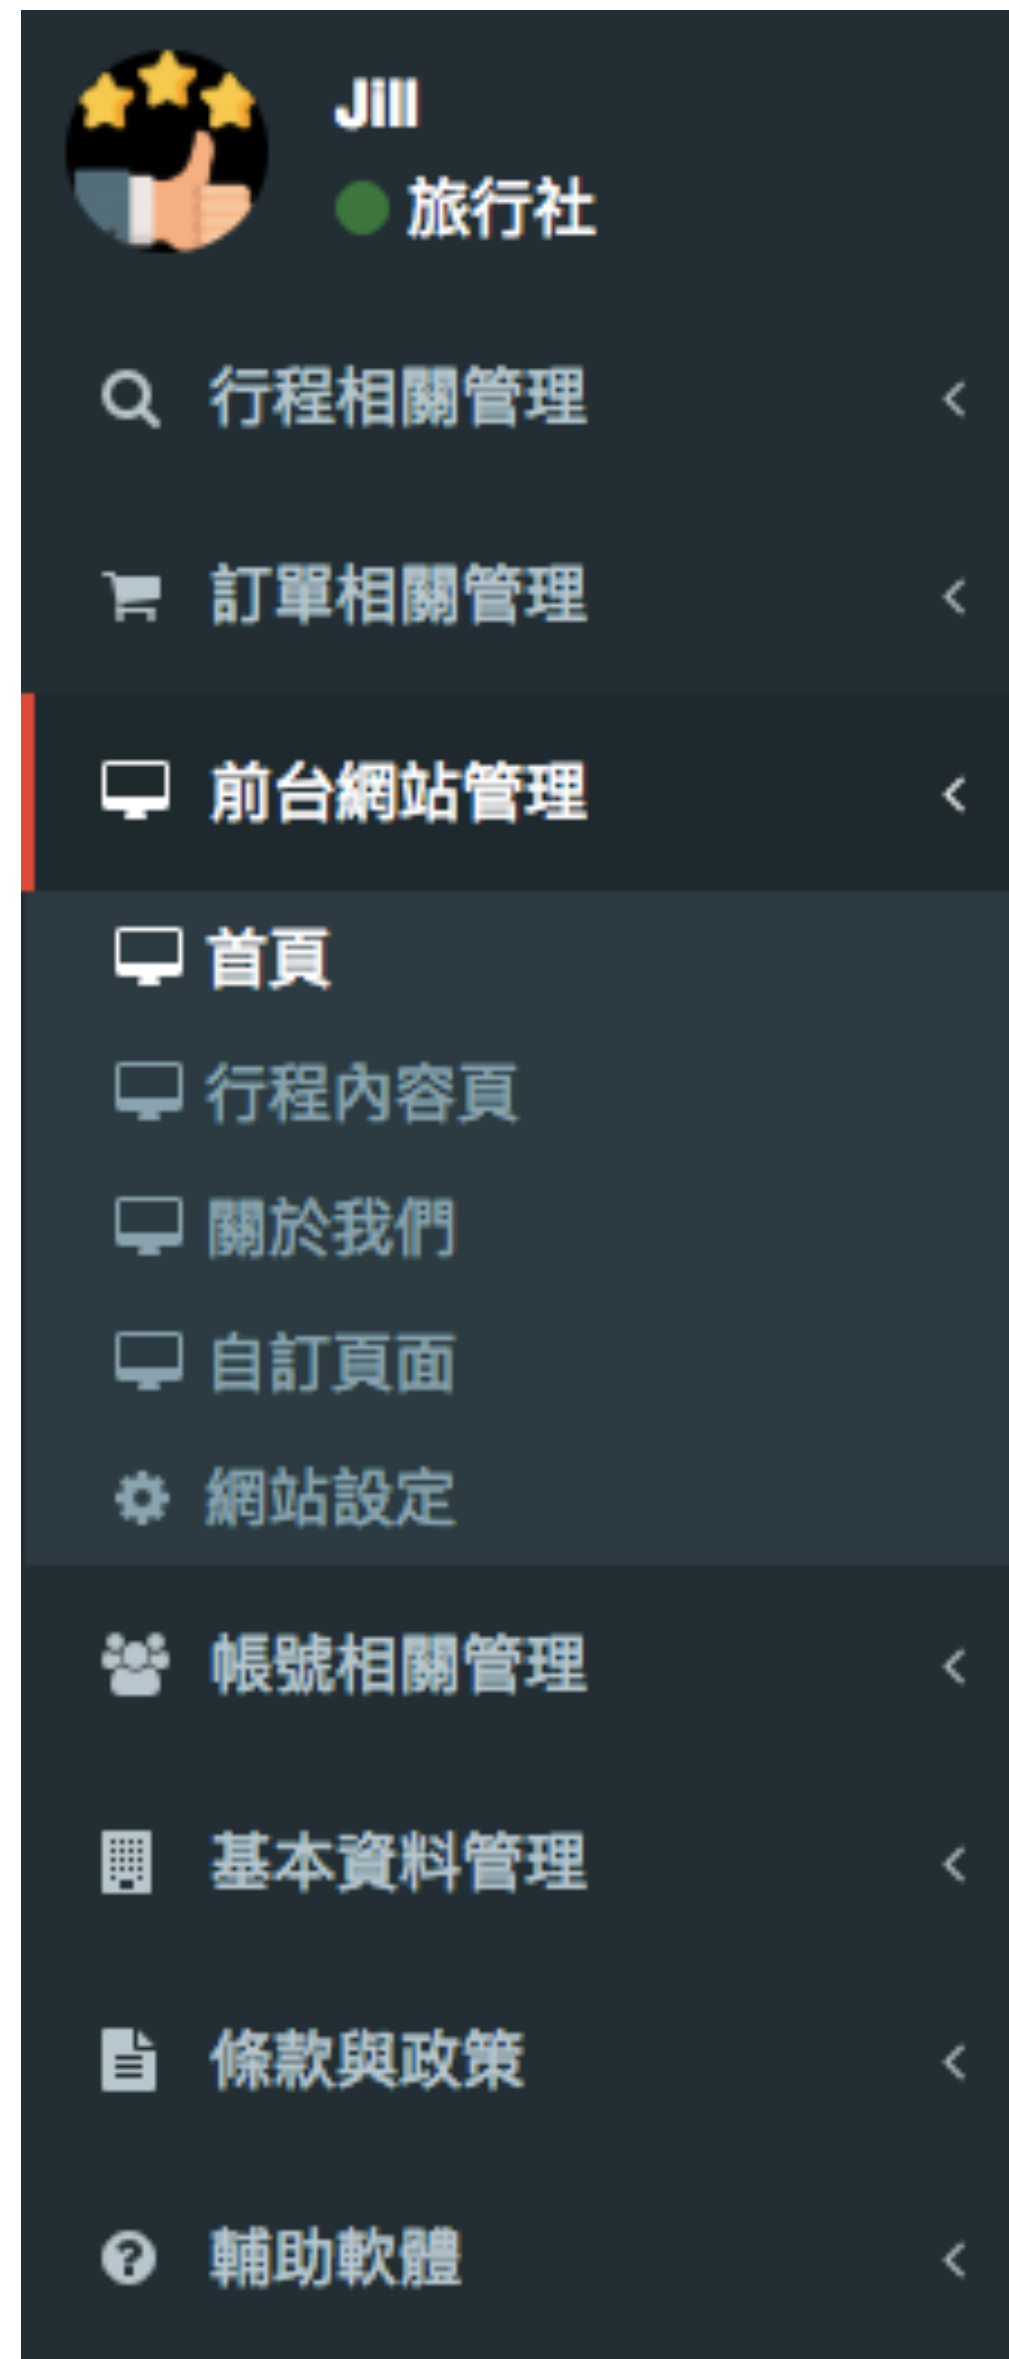 Jill
旅行社
行程相關管理
訂單相關管理
前台網站管理
首頁
行程內容頁
關於我們
自訂頁面
網站設定
帳號相關管理
基本資料管理
條款與政策
輔助軟體